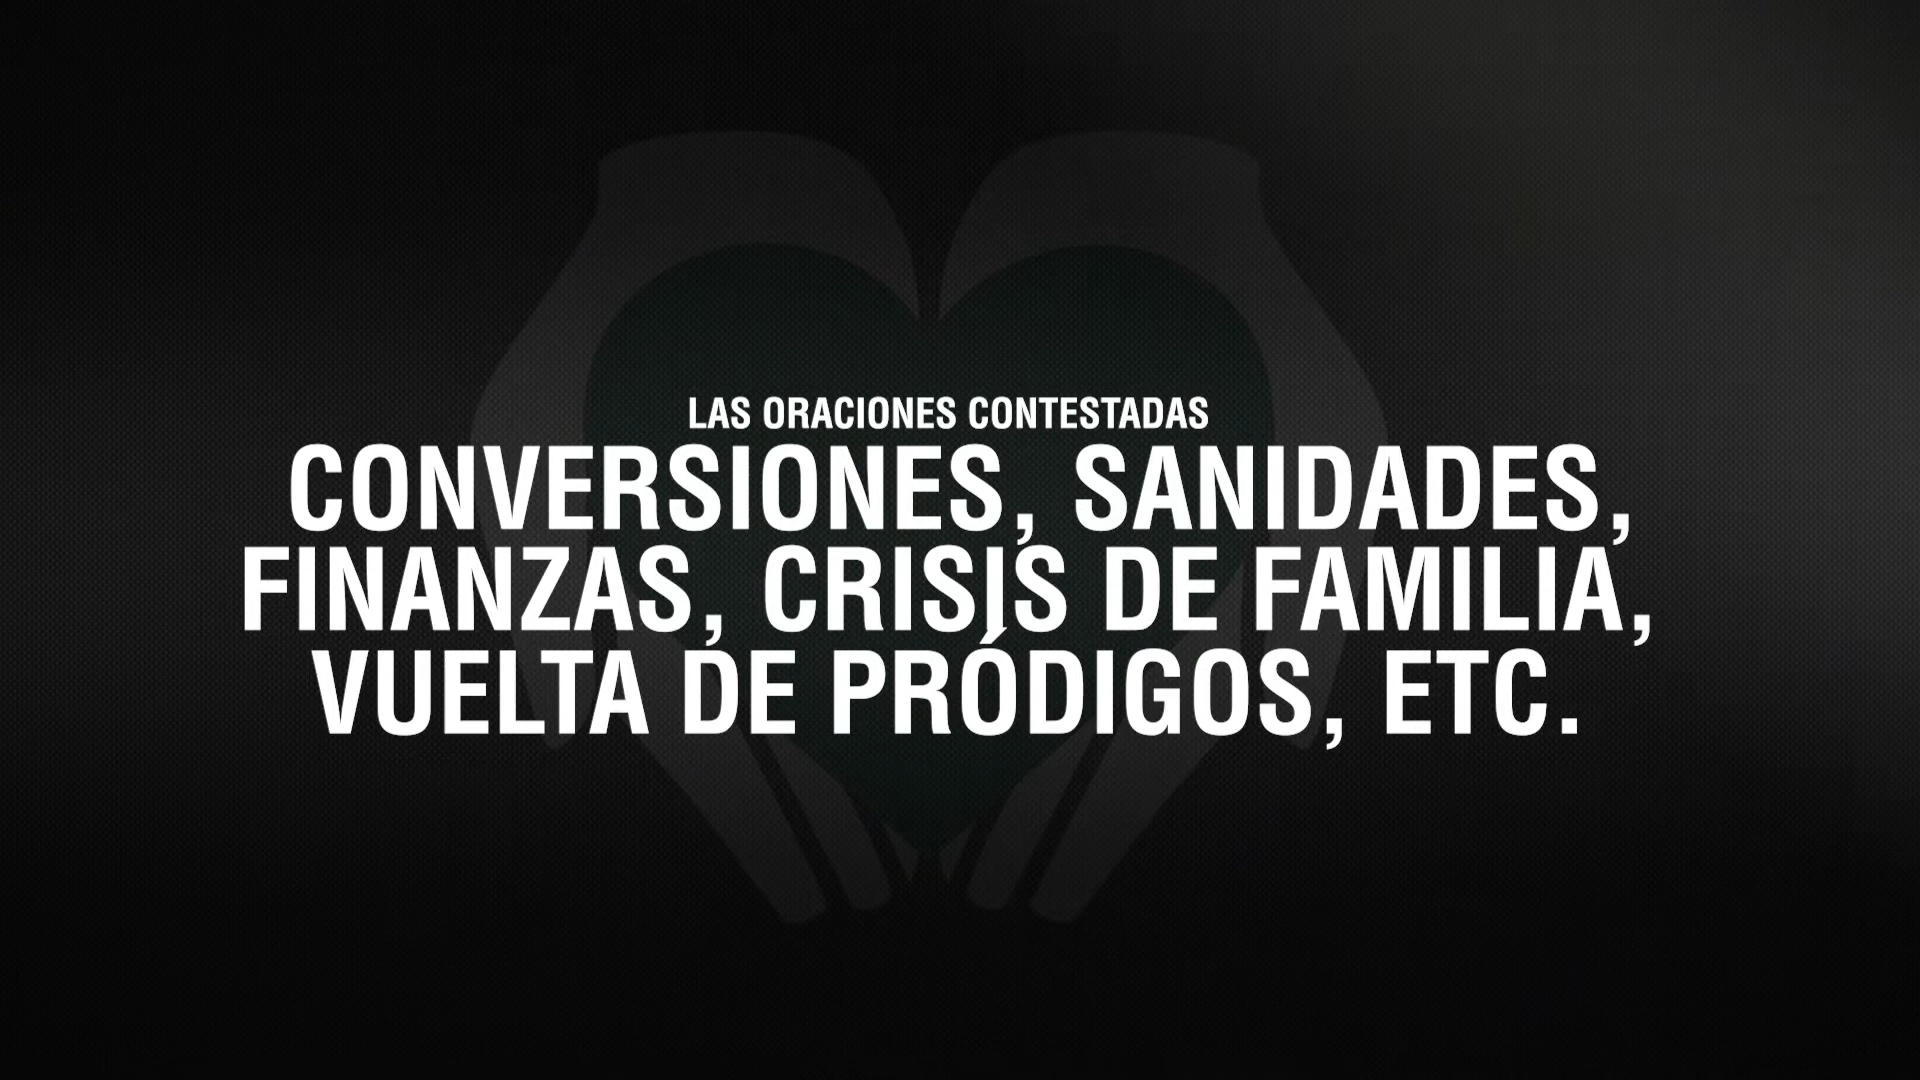 LAS ORACIONES CONTESTADAS
CONVERSIONES, SANIDADES,
FINANZAS, CRISIS DE FAMILIA,
VUELTA DE PRÓDIGOS, ETC.